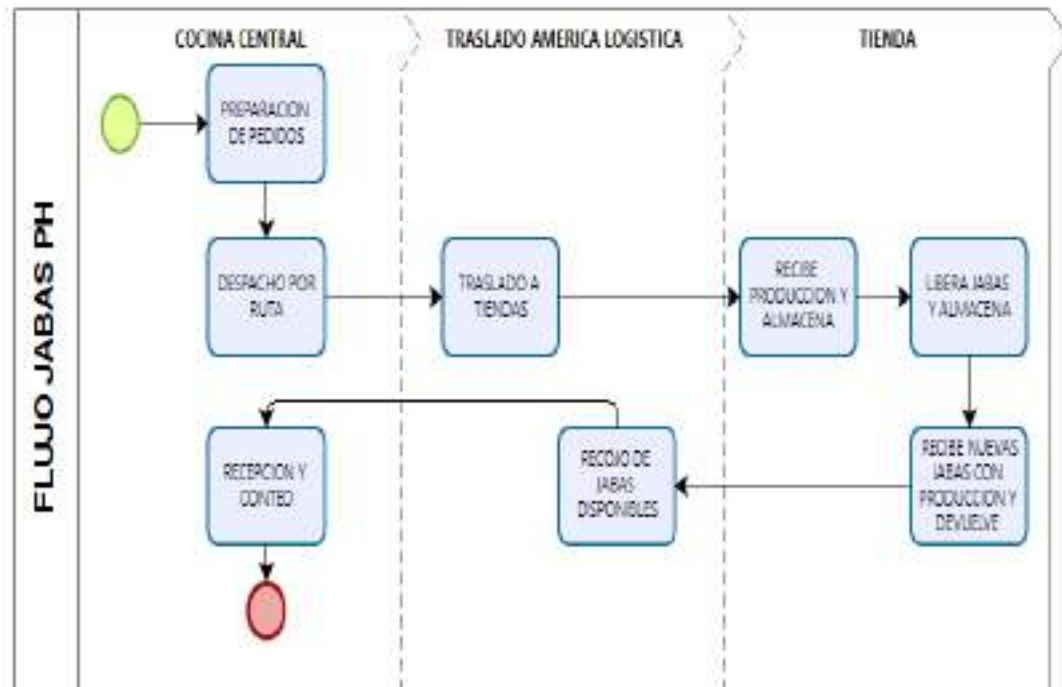 FLUJO JABAS PH
COCINA CENTRAL
TRASLADO AMERICA LOGISTICA
TIENDA
PREPARACION
DE PEDIDOS
DESPACHO POR
RUTA
TRASLADO A
TIENDAS
RECIBE
PRODUCCION Y
ALMACENA
LIBERA JABAS
Y ALMACENA
RECEPCION Y
CONTEO
RECOJO DE
JABAS
DISPONIBLES
RECIBE NUEVAS
JABAS CON
PRODUCCION Y
DEVUELVE